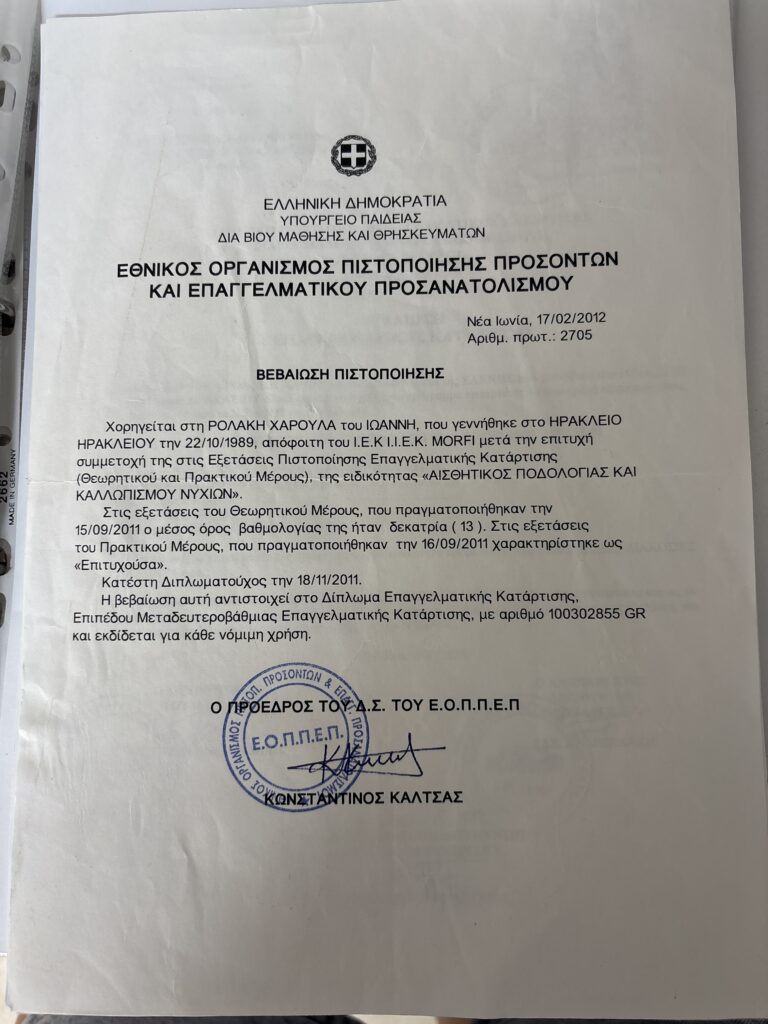 ΕΛΛΗΝΙΚΗ ΔΗΜΟΚΡΑΤΙΑ
ΥΠΟΥΡΓΕΙΟ ΠΑΙΔΕΙΑΣ
ΔΙΑ ΒΙΟΥ ΜΑΘΗΣΗΣ ΚΑΙ ΘΡΗΣΚΕΥΜΑΤΩΝ
ΕΘΝΙΚΟΣ ΟΡΓΑΝΙΣΜΟΣ ΠΙΣΤΟΠΟΙΗΣΗΣ ΠΡΟΣΟΝΤΩΝ
ΚΑΙ ΕΠΑΓΓΕΛΜΑΤΙΚΟΥ ΠΡΟΣΑΝΑΤΟΛΙΣΜΟΥ
Νέα Ιωνία, 17/02/2012
Αριθμ. πρωτ.: 2705
ΒΕΒΑΙΩΣΗ ΠΙΣΤΟΠΟΙΗΣΗΣ
Χορηγείται στη ΡΟΛΑΚΗ ΧΑΡΟΥΛΑ του ΙΩΑΝΝΗ, που γεννήθηκε στο ΗΡΑΚΛΕΙΟ
ΗΡΑΚΛΕΙΟΥ την 22/10/1989, απόφοιτη του Ι.Ε.Κ Ι.Ι.Ε.Κ. MORFI μετά την επιτυχή
συμμετοχή της στις Εξετάσεις Πιστοποίησης Επαγγελματικής Κατάρτισης
(Θεωρητικού και Πρακτικού Μέρους), της ειδικότητας «ΑΙΣΘΗΤΙΚΟΣ ΠΟΔΟΛΟΓΙΑΣ ΚΑΙ
ΚΑΛΛΩΠΙΣΜΟΥ ΝΥΧΙΩΝ».
Στις εξετάσεις του Θεωρητικού Μέρους, που πραγματοποιήθηκαν την
15/09/2011 ο μέσος όρος βαθμολογίας της ήταν δεκατρία ( 13 ). Στις εξετάσεις
του Πρακτικού Μέρους, που πραγματοποιήθηκαν την 16/09/2011 χαρακτηρίστηκε ως
«Επιτυχούσα».
Κατέστη Διπλωματούχος την 18/11/2011.
Η βεβαίωση αυτή αντιστοιχεί στο Δίπλωμα Επαγγελματικής Κατάρτισης,
Επιπέδου Μεταδευτεροβάθμιας Επαγγελματικής Κατάρτισης, με αριθμό 100302855 GR
και εκδίδεται για κάθε νόμιμη χρήση.
Ο ΠΡΟΕΔΡΟΣ ΤΟΥ Δ.Σ. ΤΟΥ Ε.Ο.Π.Π.Ε.Π
Ε.Ο.Π.Π.ΕΠ.
ΚΩΝΣΤΑΝΤΙΝΟΣ ΚΑΛΤΣΑΣ
2662
MADE IN GERMANY